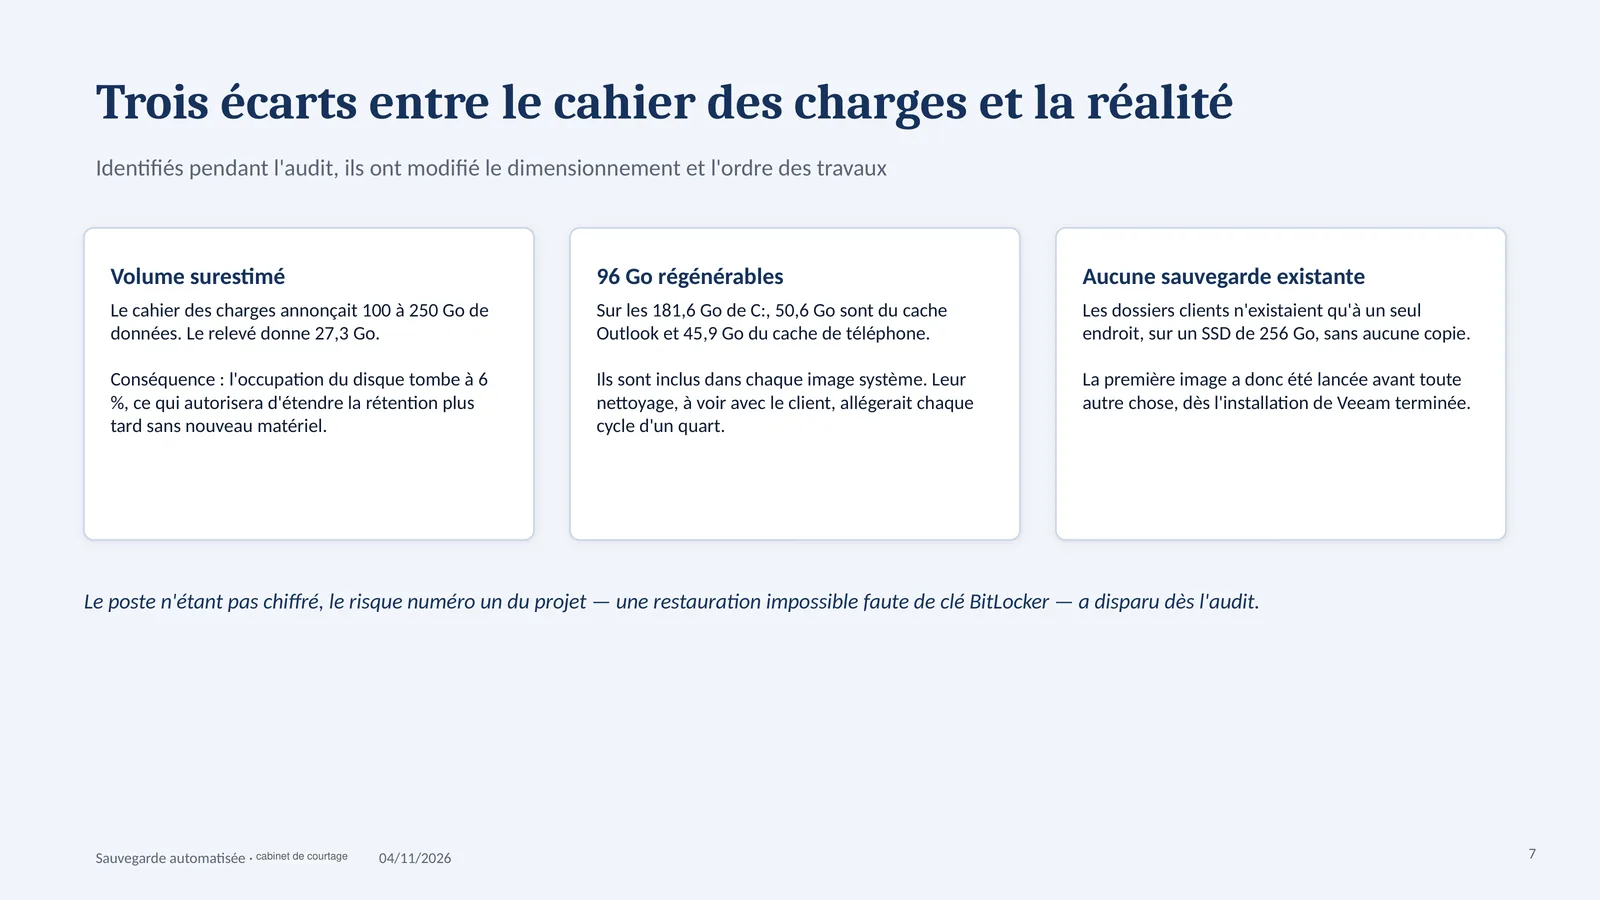 Trois écarts entre le cahier des charges et la réalité
Identifiés pendant l'audit, ils ont modifié le dimensionnement et l'ordre des travaux
Volume surestimé
Le cahier des charges annonçait 100 à 250 Go de
données. Le relevé donne 27,3 Go.
Conséquence : l'occupation du disque tombe à 6
%, ce qui autorisera d'étendre la rétention plus
tard sans nouveau matériel.
96 Go régénérables
Sur les 181,6 Go de C:, 50,6 Go sont du cache
Outlook et 45,9 Go du cache de téléphone.
Ils sont inclus dans chaque image système. Leur
nettoyage, à voir avec le client, allégerait chaque
cycle d'un quart.
Aucune sauvegarde existante
Les dossiers clients n'existaient qu'à un seul
endroit, sur un SSD de 256 Go, sans aucune copie.
La première image a donc été lancée avant toute
autre chose, dès l'installation de Veeam terminée.
Le poste n'étant pas chiffré, le risque numéro un du projet — une restauration impossible faute de clé BitLocker — a disparu dès l'audit.
Sauvegarde automatisée · cabinet de courtage 04/11/2026
7